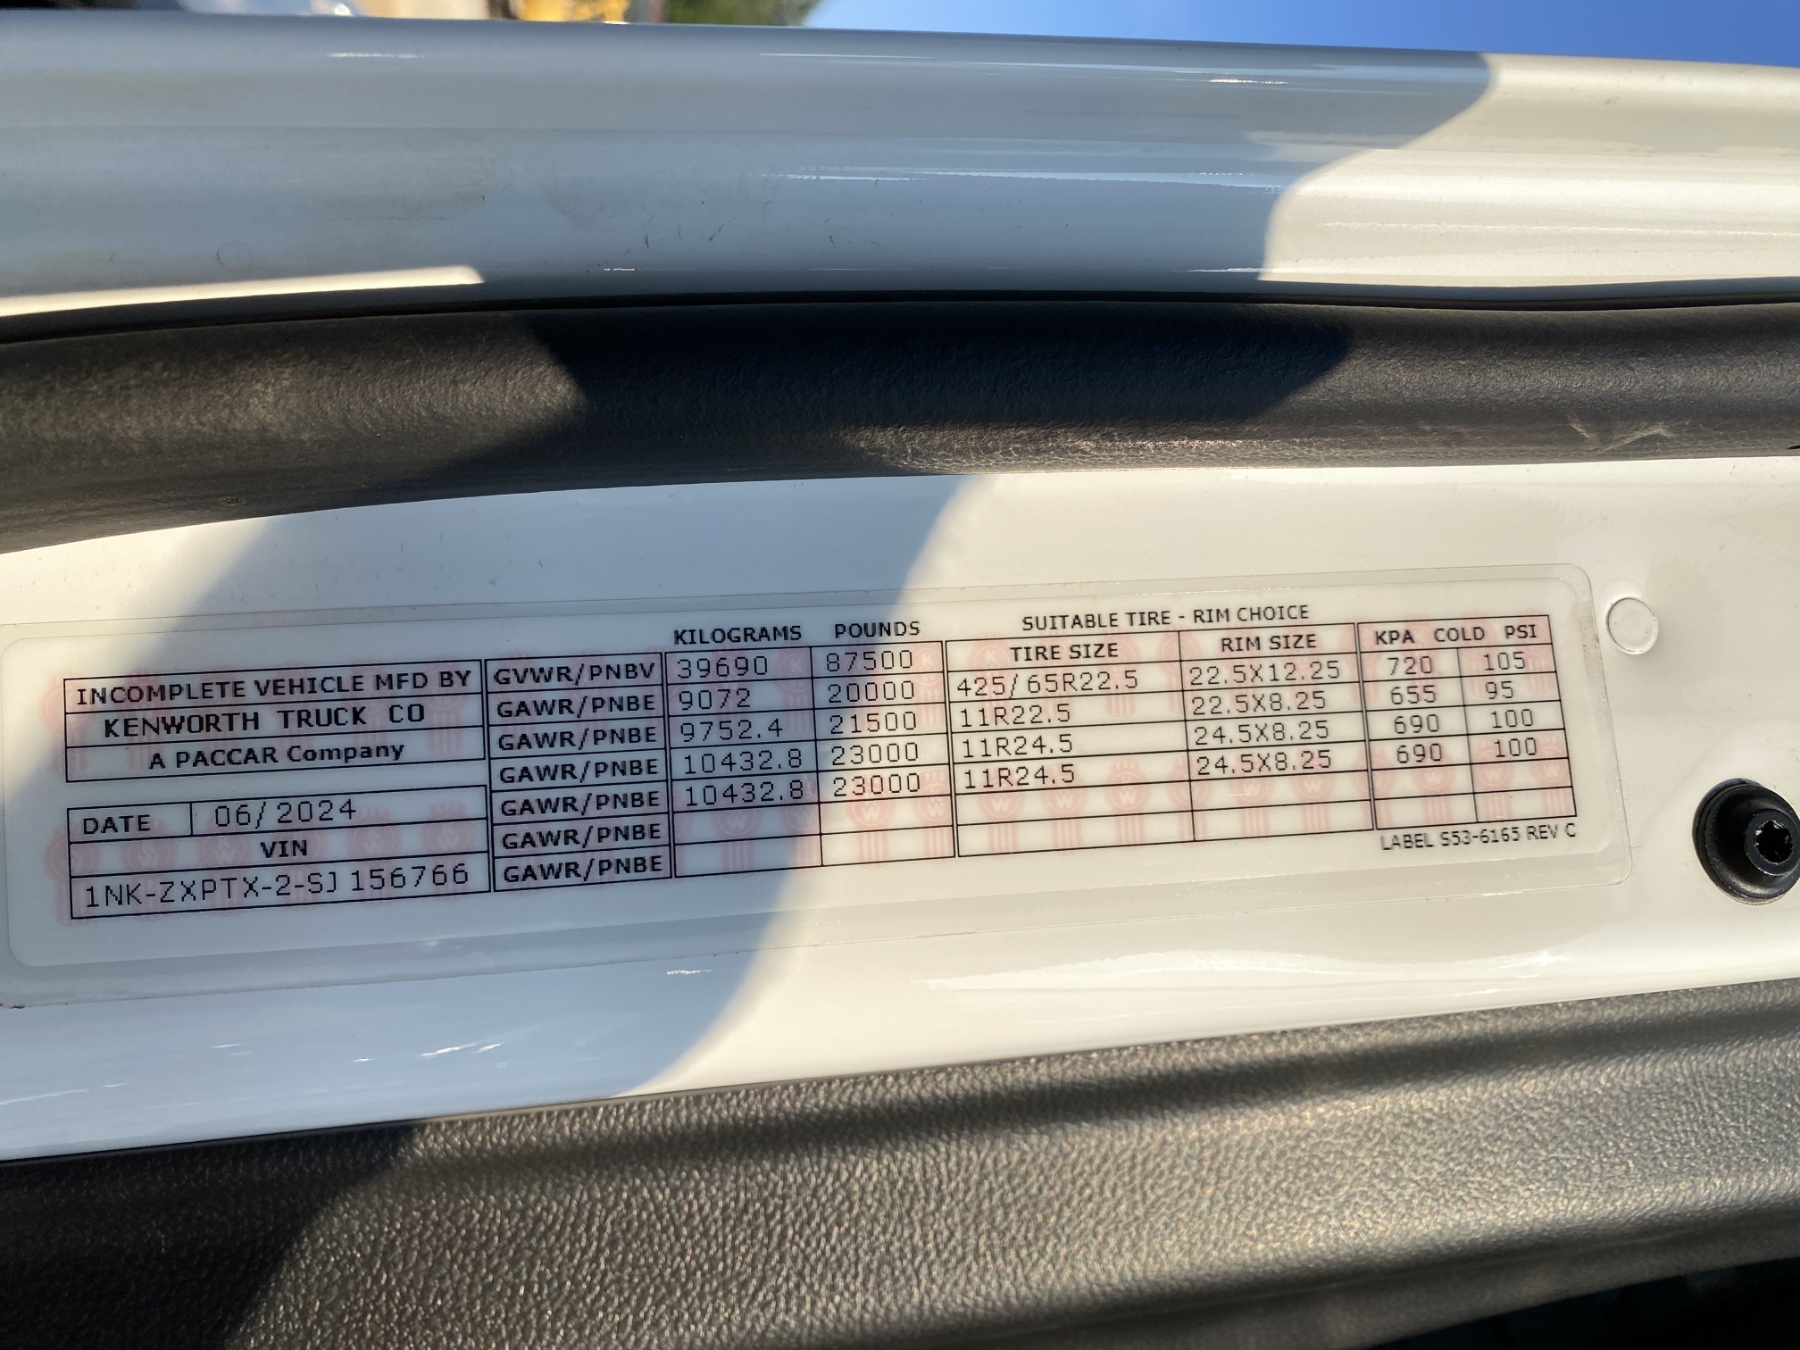 KILOGRAMS POUNDS SUITABLE TIRE - RIM CHOICE
INCOMPLETE VEHICLE MFD BY
KENWORTH TRUCK CO
A PACCAR Company
DATE 06/2024
VIN
1NK-ZXPTX-2-SJ156766
GVWR/PNBV 39690 87500
GAWR/PNBE 9072 20000
GAWR/PNBE 9752.4 21500
GAWR/PNBE 10432.8 23000
GAWR/PNBE 10432.8 23000
GAWR/PNBE
GAWR/PNBE
TIRE SIZE RIM SIZE KPA COLD PSI
425/65R22.5 22.5X12.25 720 105
11R22.5 22.5X8.25 655 95
11R24.5 24.5X8.25 690 100
11R24.5 24.5X8.25 690 100
LABEL S53-6165 REV C